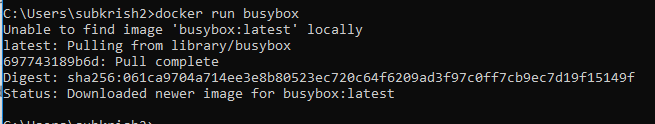 C:\Users\subkrish2>docker run busybox
Unable to find image 'busybox:latest' locally
latest: Pulling from library/busybox
697743189b6d: Pull complete
Digest: sha256:061ca9704a714ee3e8b80523ec720c64f6209ad3f97c0ff7cb9ec7d19f15149f
Status: Downloaded newer image for busybox:latest
C:\Users\subkrish2>